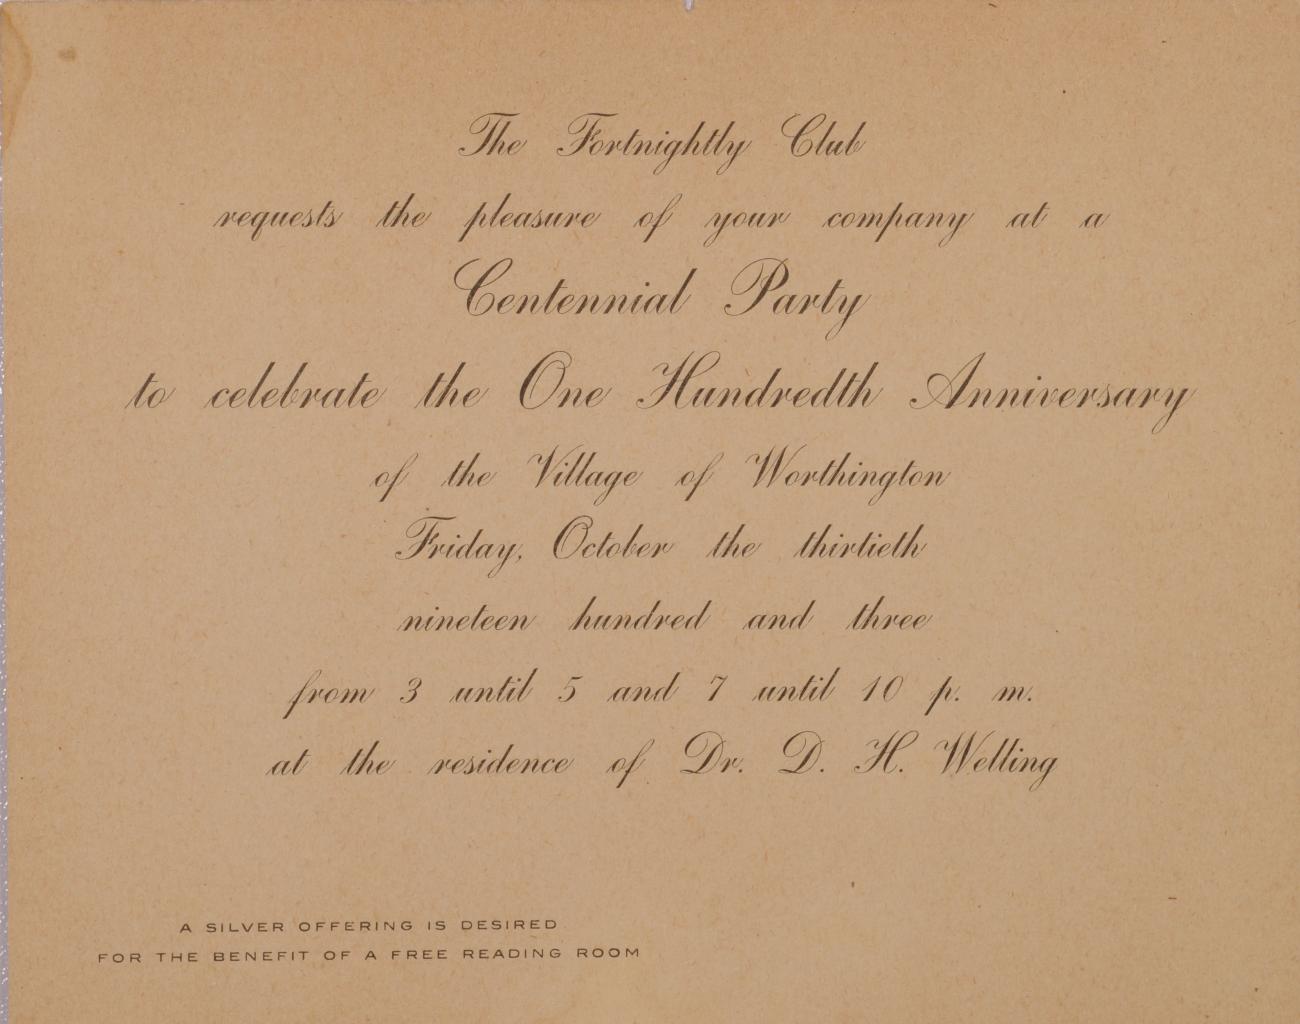 The Fortnightly Club
requests the pleasure of your company at a
Centennial Party
to celebrate the One Hundredth Anniversary
of the Village of Worthington
Friday, October the thirtieth
nineteen hundred and three
from 3 until 5 and 7 until 10 p. m.
at the residence of Dr. D. H. Welling
A SILVER OFFERING IS DESIRED
FOR THE BENEFIT OF A FREE READING ROOM